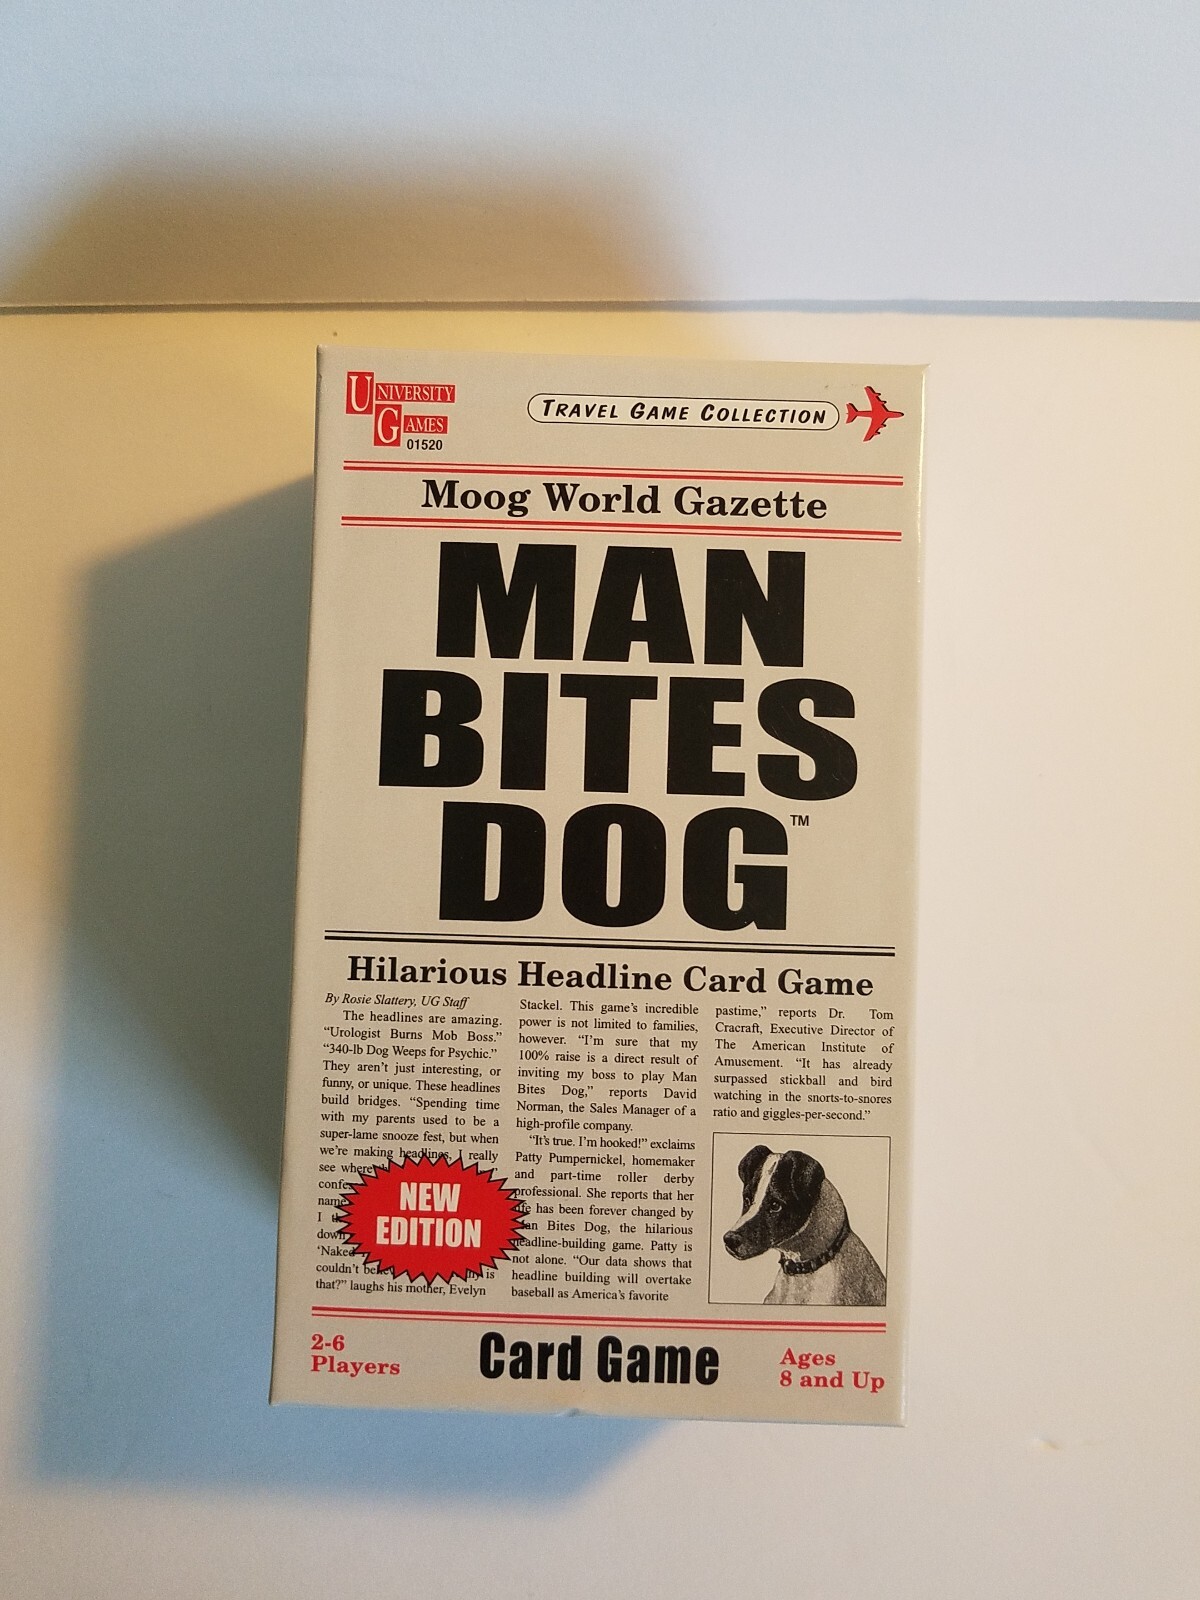 UNIVERSITY
GAMES
01520
TRAVEL GAME COLLECTION
Moog World Gazette
MAN
BITES
DOG™
Hilarious Headline Card Game
By Rosie Slattery, UG Staff
The headlines are amazing.
“Urologist Burns Mob Boss.”
“340-lb Dog Weeps for Psychic.”
They aren’t just interesting, or
funny, or unique. These headlines
build bridges. “Spending time
with my parents used to be a
super-lame snooze fest, but when
we’re making headlines, I really
see where
name
I
down
‘Naked
couldn’t is
that?” laughs his mother, Evelyn
Stackel. This game’s incredible
power is not limited to families,
however. “I’m sure that my
100% raise is a direct result of
inviting my boss to play Man
Bites Dog,” reports David
Norman, the Sales Manager of a
high-profile company.
“It’s true. I’m hooked!” exclaims
Patty Pumpernickel, homemaker
and part-time roller derby
professional. She reports that her
life has been forever changed by
Man Bites Dog, the hilarious
headline-building game. Patty is
not alone. “Our data shows that
headline building will overtake
baseball as America’s favorite
pastime,” reports Dr. Tom
Cracraft, Executive Director of
The American Institute of
Amusement. “It has already
surpassed stickball and bird
watching in the snorts-to-snores
ratio and giggles-per-second.”
NEW
EDITION
2-6
Players
Card Game
Ages
8 and Up